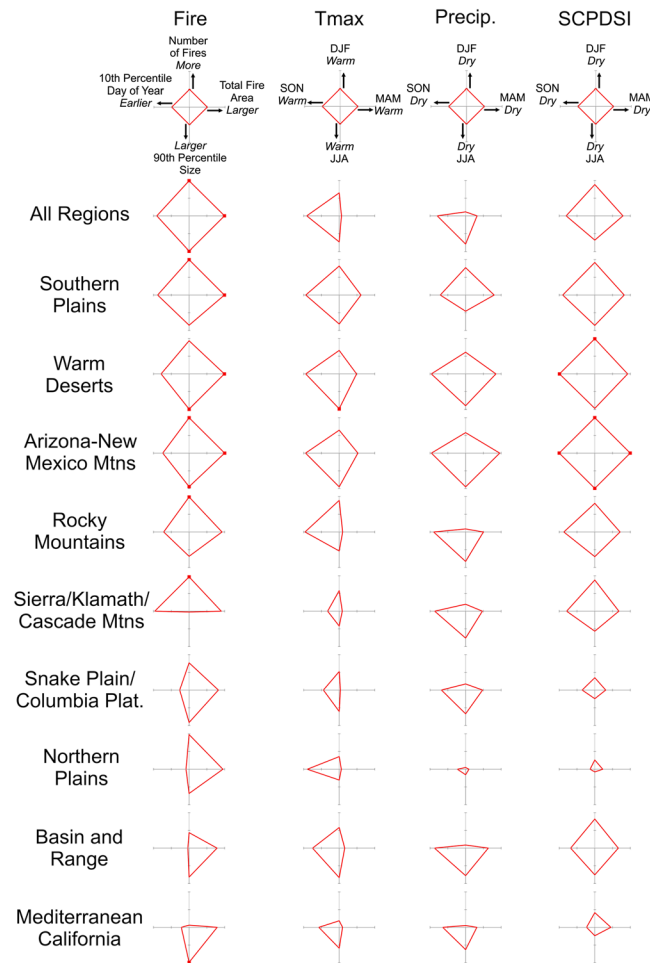 Fire
Tmax
Precip.
SCPDSI
Number
of Fires
More
10th Percentile
Day of Year
Earlier
Total Fire
Area
Larger
Larger
90th Percentile
Size
DJF
Warm
SON
Warm
MAM
Warm
Warm
JJA
DJF
Dry
SON
Dry
MAM
Dry
Dry
JJA
DJF
Dry
SON
Dry
MAM
Dry
Dry
JJA
All Regions
Southern
Plains
Warm
Deserts
Arizona-New
Mexico Mtns
Rocky
Mountains
Sierra/Klamath/
Cascade Mtns
Snake Plain/
Columbia Plat.
Northern
Plains
Basin and
Range
Mediterranean
California